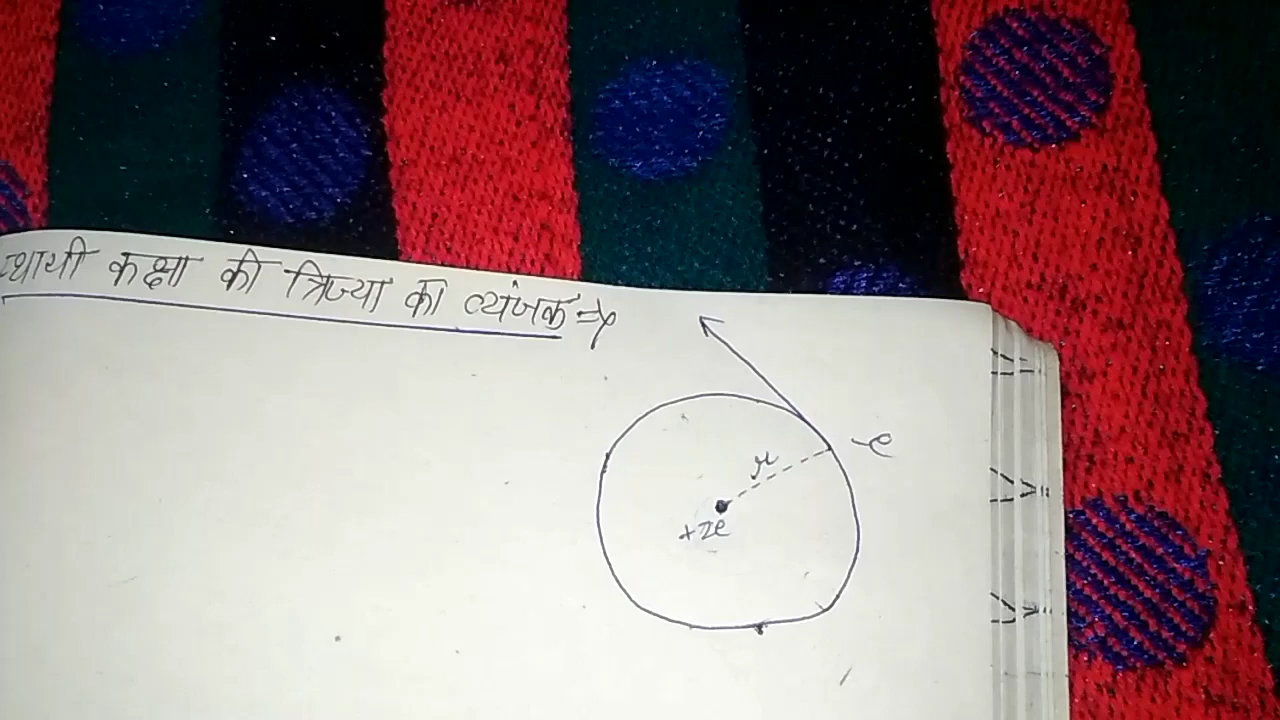 स्थायी कक्षा की त्रिज्या का व्यंजक ⇒
-e
r
+ze